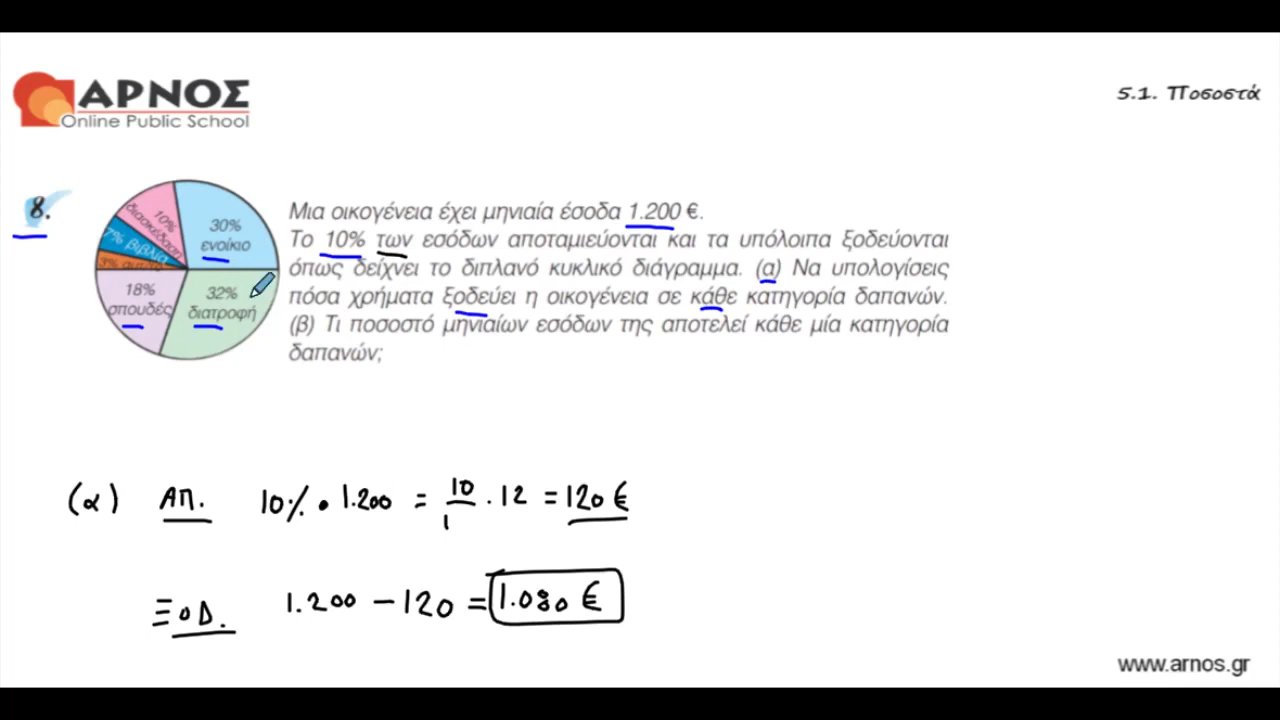 ΑΡΝΟΣ
Online Public School
5.1. Ποσοστά
8.
10%
διασκέδαση
7% βιβλία
3%
30%
ενοίκιο
18%
σπουδές
32%
διατροφή
Μια οικογένεια έχει μηνιαία έσοδα 1.200 €.
Το 10% των εσόδων αποταμιεύονται και τα υπόλοιπα ξοδεύονται
όπως δείχνει το διπλανό κυκλικό διάγραμμα. (α) Να υπολογίσεις
πόσα χρήματα ξοδεύει η οικογένεια σε κάθε κατηγορία δαπανών.
(β) Τι ποσοστό μηνιαίων εσόδων της αποτελεί κάθε μία κατηγορία
δαπανών;
(α) ΑΠ. 10% • 1.200 = 10/1 . 12 = 120 €
ΞΟΔ. 1.200 - 120 = 1.080 €
www.arnos.gr